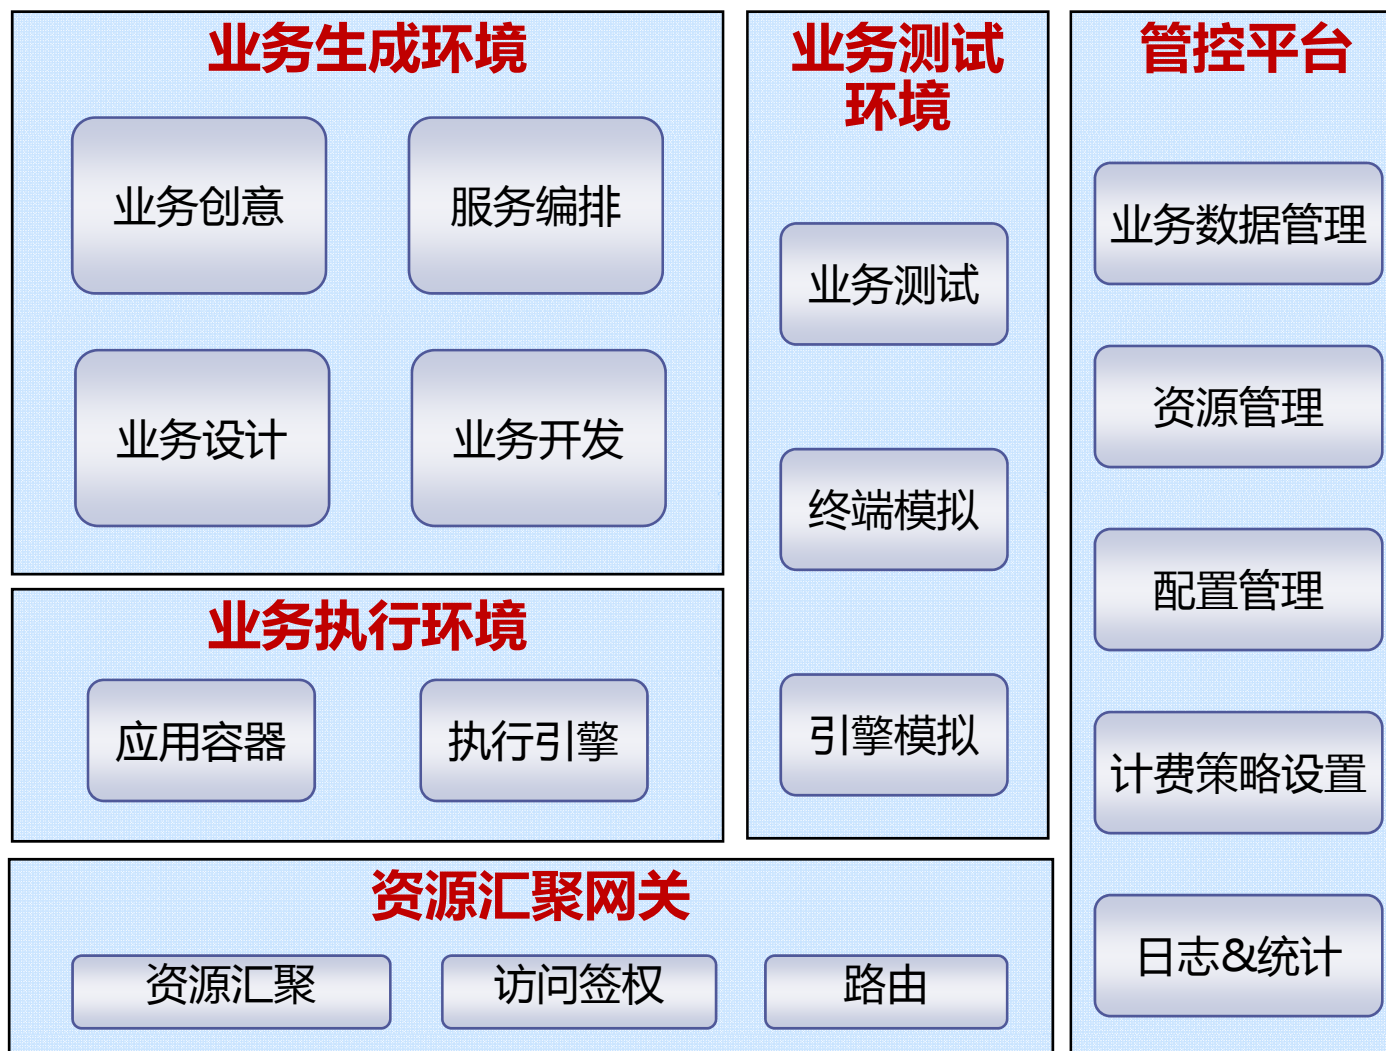 业务生成环境
业务创意
服务编排
业务设计
业务开发
业务执行环境
应用容器
执行引擎
业务测试
环境
业务测试
终端模拟
引擎模拟
资源汇聚网关
资源汇聚
访问签权
路由
管控平台
业务数据管理
资源管理
配置管理
计费策略设置
日志&统计